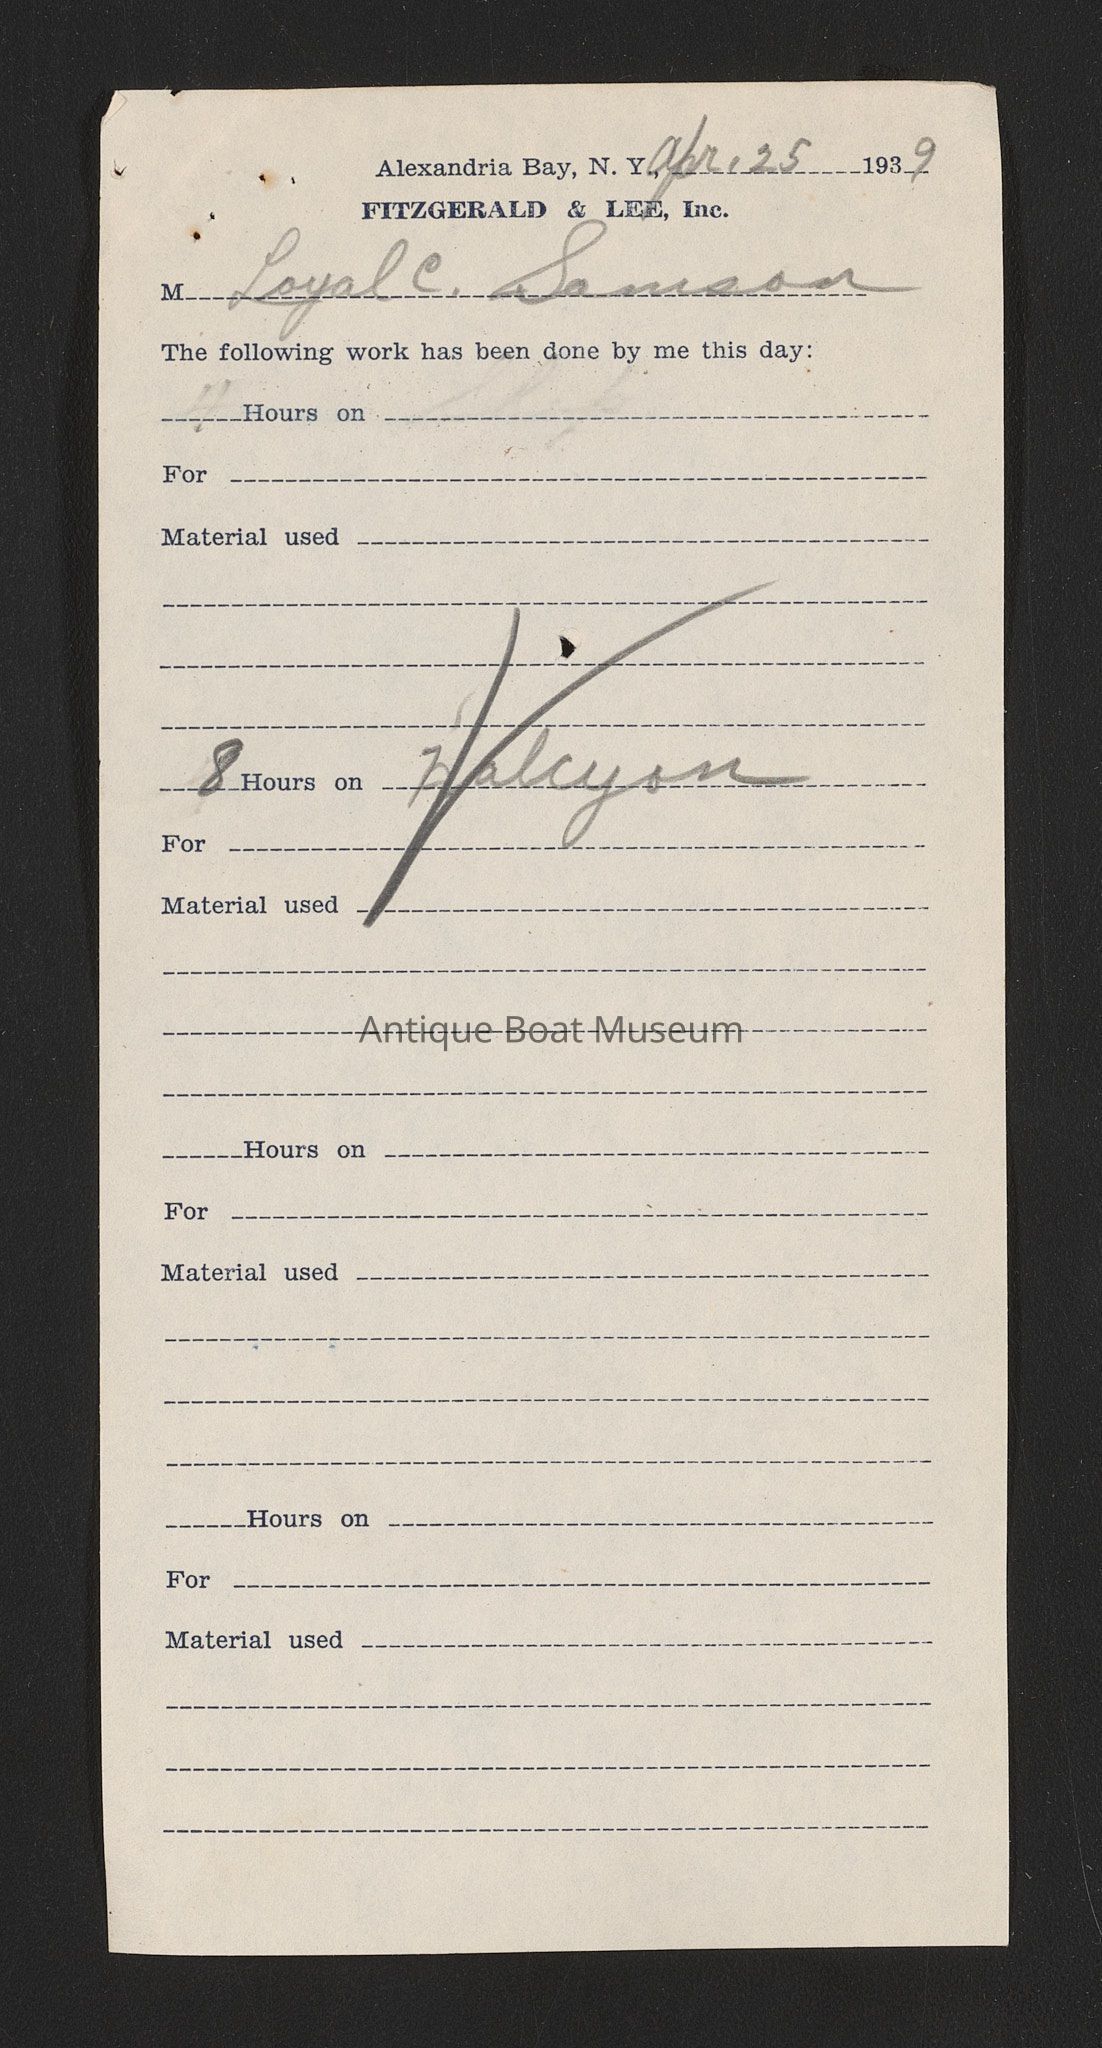 Alexandria Bay, N. Y., Apr. 25 1939
FITZGERALD & LEE, Inc.
M Loyal C. Samson
The following work has been done by me this day:
Hours on
For
Material used
8 Hours on Halcyon
For
Material used
Antique Boat Museum
Hours on
For
Material used
Hours on
For
Material used